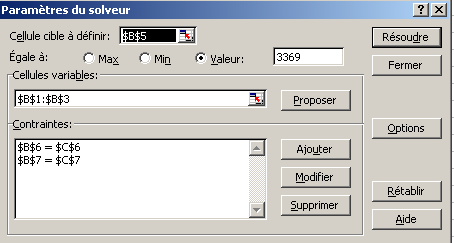 Paramètres du solveur
Cellule cible à définir: $B$5 Résoudre
Égale à: Max Min Valeur: 3369 Fermer
Cellules variables:
$B$1:$B$3 Proposer
Contraintes: Options
$B$6 = $C$6 Ajouter
$B$7 = $C$7
Modifier
Rétablir
Supprimer
Aide